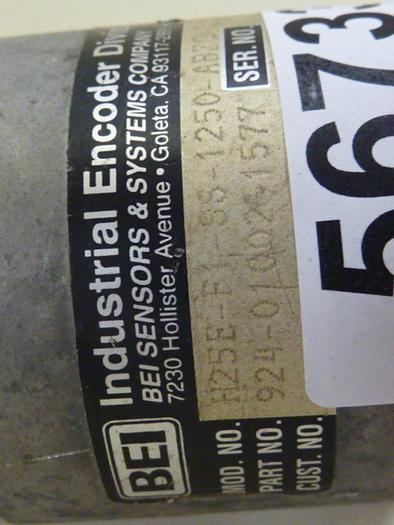 BEI
Industrial Encoder Divi
BEI SENSORS & SYSTEMS COMPANY
7230 Hollister Avenue • Goleta, CA 93117-
MOD. NO. H25E-F1-SS-1250-
PART NO. 924-01002-1577
SER. NO.
CUST. NO.
5673